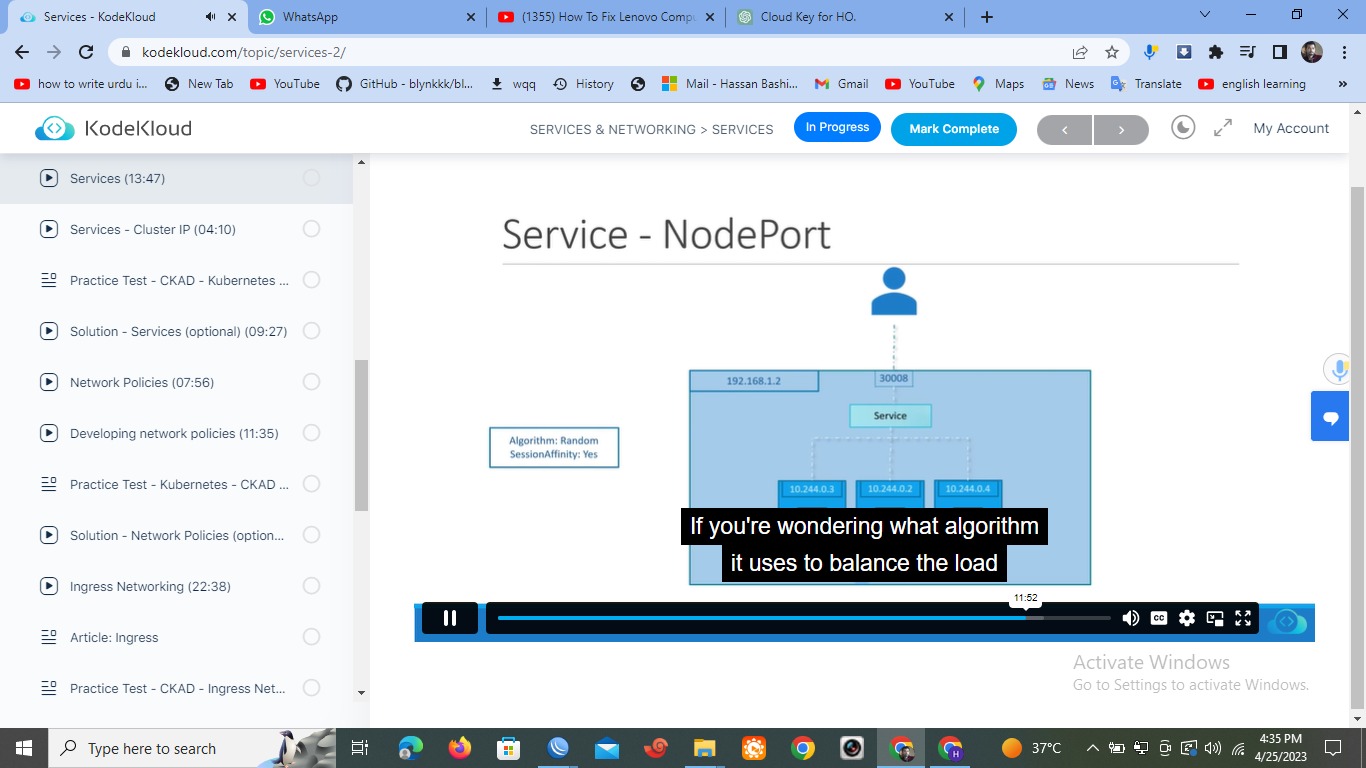 Services - KodeKloud
WhatsApp
(1355) How To Fix Lenovo Compu
Cloud Key for HO.
kodekloud.com/topic/services-2/
how to write urdu i...
New Tab
YouTube
GitHub - blynkkk/bl...
wqq
History
Mail - Hassan Bashi...
Gmail
YouTube
Maps
News
Translate
english learning
»
KodeKloud
SERVICES & NETWORKING > SERVICES
In Progress
Mark Complete
My Account
Services (13:47)
Services - Cluster IP (04:10)
Practice Test - CKAD - Kubernetes ...
Solution - Services (optional) (09:27)
Network Policies (07:56)
Developing network policies (11:35)
Practice Test - Kubernetes - CKAD ...
Solution - Network Policies (option...
Ingress Networking (22:38)
Article: Ingress
Practice Test - CKAD - Ingress Net...
Service - NodePort
192.168.1.2
30008
Service
Algorithm: Random
SessionAffinity: Yes
10.244.0.3
10.244.0.2
10.244.0.4
If you're wondering what algorithm
it uses to balance the load
11:52
CC
Activate Windows
Go to Settings to activate Windows.
Type here to search
37°C
4:35 PM
4/25/2023